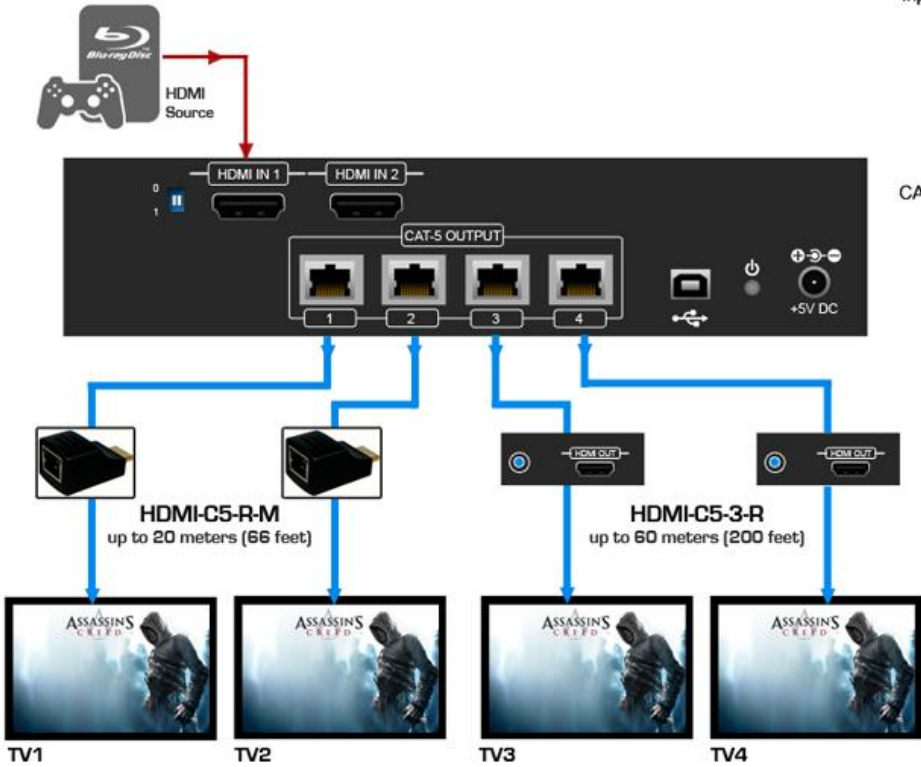 Inp
Blu-ray Disc
HDMI
Source
HDMI IN 1
HDMI IN 2
0
1
CA
CAT-5 OUTPUT
+5V DC
1
2
3
4
HDMI OUT
HDMI OUT
HDMI-C5-R-M
up to 20 meters (66 feet)
HDMI-C5-3-R
up to 60 meters (200 feet)
ASSASSIN'S
CREED
ASSASSIN'S
CREED
ASSASSIN'S
CREED
ASSASSIN'S
CREED
TV1
TV2
TV3
TV4